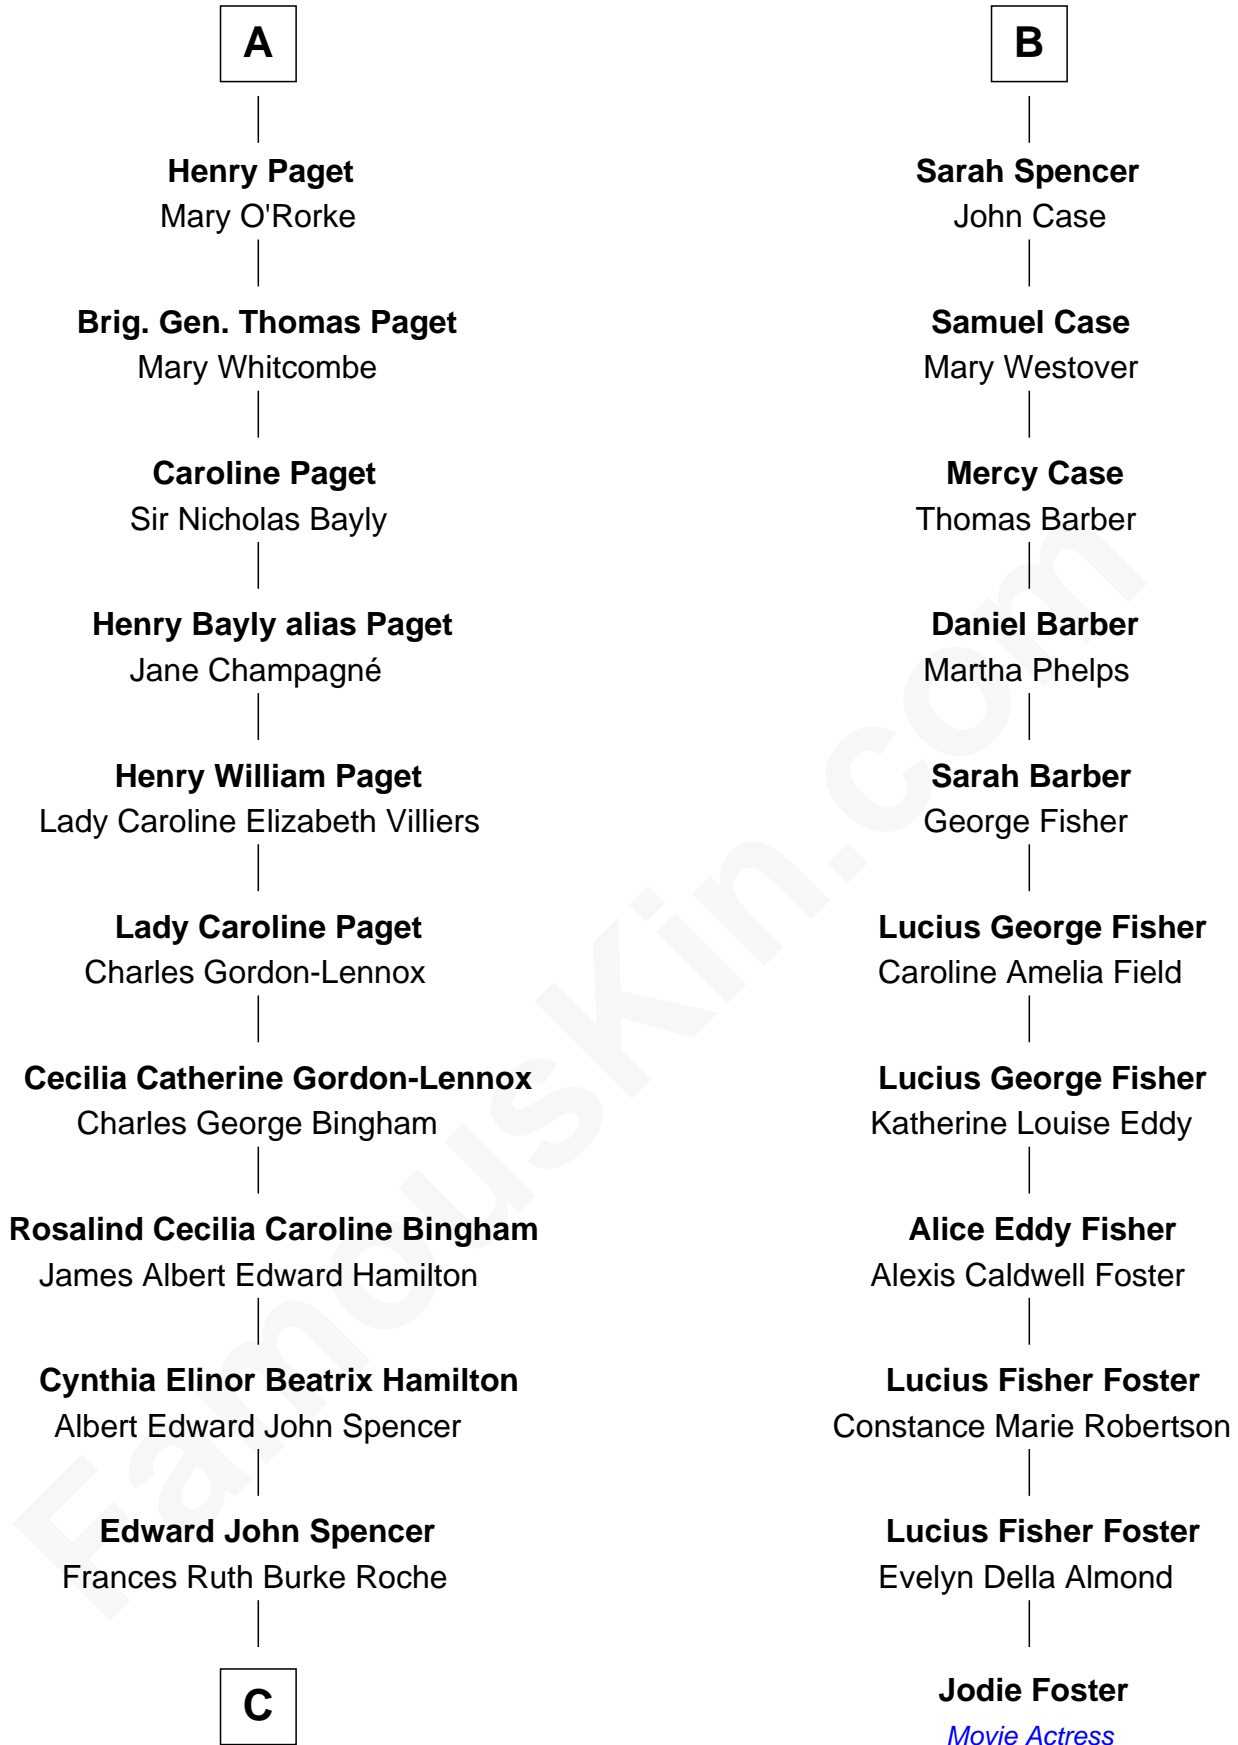 A
Henry Paget
Mary O'Rorke
Brig. Gen. Thomas Paget
Mary Whitcombe
Caroline Paget
Sir Nicholas Bayly
Henry Bayly alias Paget
Jane Champagné
Henry William Paget
Lady Caroline Elizabeth Villiers
Lady Caroline Paget
Charles Gordon-Lennox
Cecilia Catherine Gordon-Lennox
Charles George Bingham
Rosalind Cecilia Caroline Bingham
James Albert Edward Hamilton
Cynthia Elinor Beatrix Hamilton
Albert Edward John Spencer
Edward John Spencer
Frances Ruth Burke Roche
C
B
Sarah Spencer
John Case
Samuel Case
Mary Westover
Mercy Case
Thomas Barber
Daniel Barber
Martha Phelps
Sarah Barber
George Fisher
Lucius George Fisher
Caroline Amelia Field
Lucius George Fisher
Katherine Louise Eddy
Alice Eddy Fisher
Alexis Caldwell Foster
Lucius Fisher Foster
Constance Marie Robertson
Lucius Fisher Foster
Evelyn Della Almond
Jodie Foster
Movie Actress
FamousKin.com